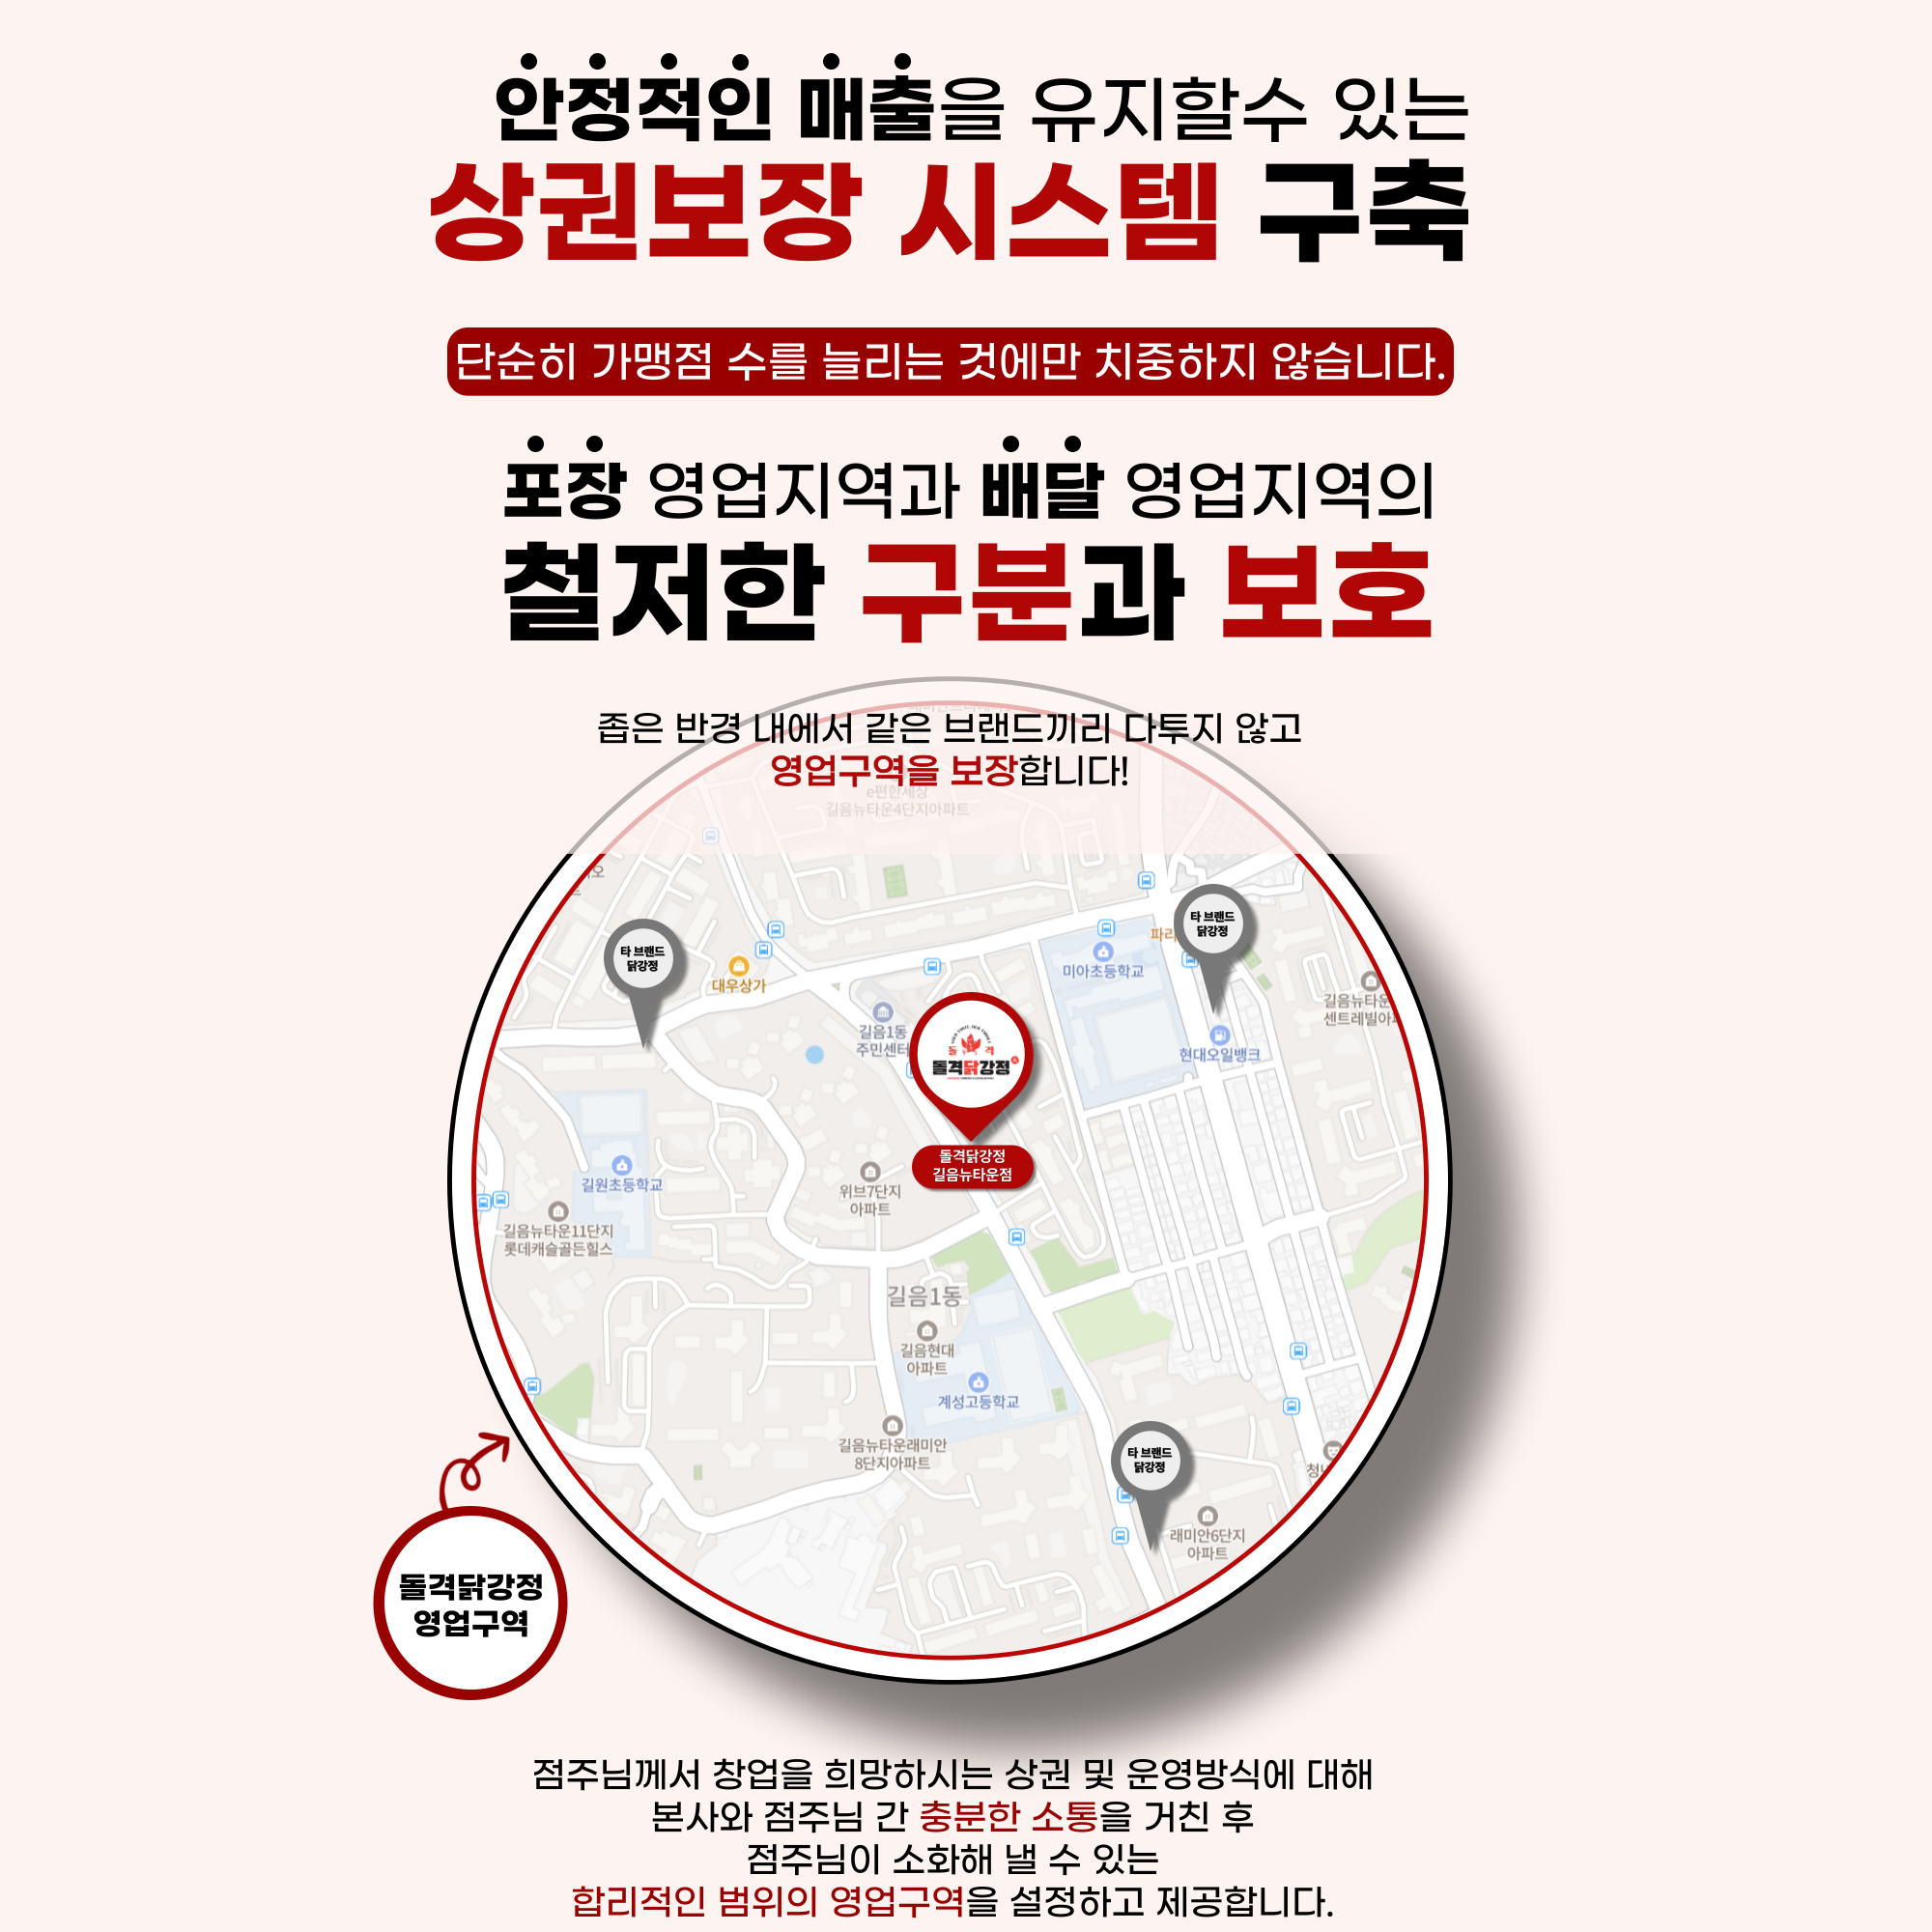 안정적인 매출을 유지할수 있는
상권보장 시스템 구축
단순히 가맹점 수를 늘리는 것에만 치중하지 않습니다.
포장 영업지역과 배달 영업지역의
철저한 구분과 보호
좁은 반경 내에서 같은 브랜드끼리 다투지 않고
영업구역을 보장합니다!
e편한세상
길음뉴타운4단지아파트
타 브랜드
닭강정
타 브랜드
닭강정
파리
대우상가
미아초등학교
길음뉴타운
센트레빌아
길음1동
주민센터
현대오일뱅크
돌격
돌격닭강정
돌격닭강정
길음뉴타운점
길원초등학교
위브7단지
아파트
길음뉴타운11단지
롯데캐슬골든힐스
길음1동
길음현대
아파트
계성고등학교
길음뉴타운래미안
8단지아파트
타 브랜드
닭강정
래미안6단지
아파트
돌격닭강정
영업구역
점주님께서 창업을 희망하시는 상권 및 운영방식에 대해
본사와 점주님 간 충분한 소통을 거친 후
점주님이 소화해 낼 수 있는
합리적인 범위의 영업구역을 설정하고 제공합니다.